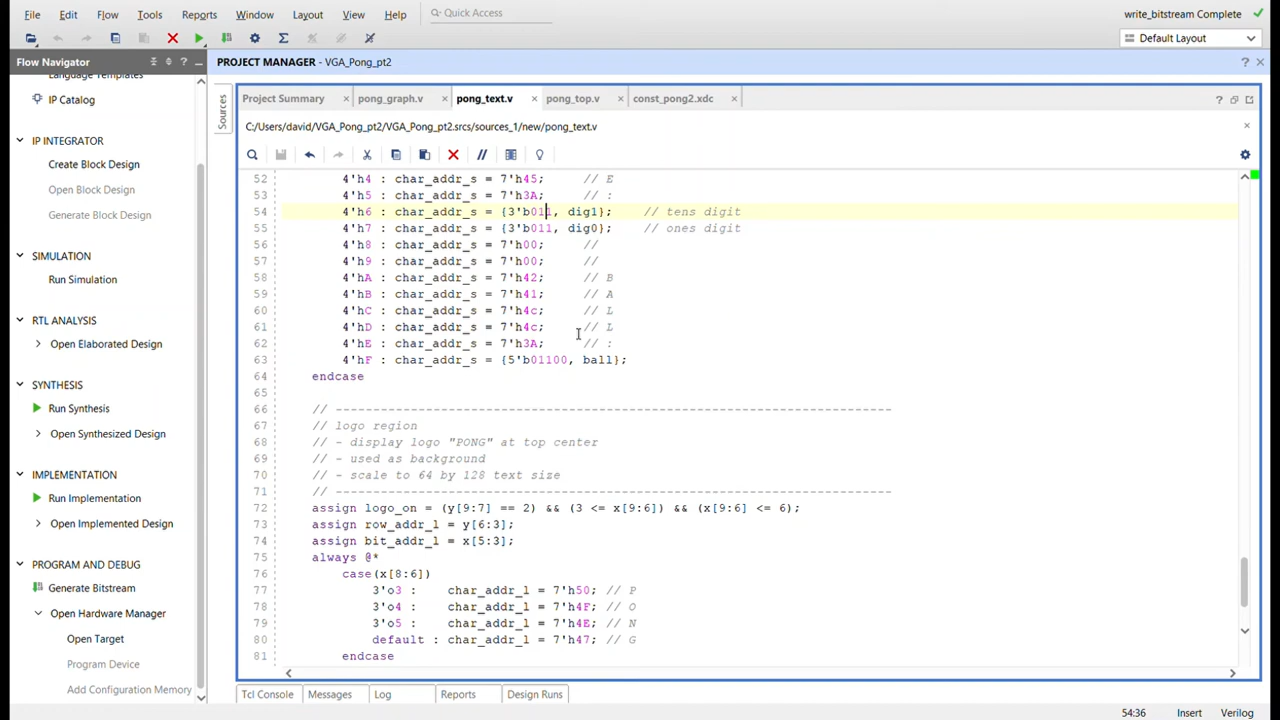 File Edit Flow Tools Reports Window Layout View Help Quick Access write_bitstream Complete
Default Layout
Flow Navigator
PROJECT MANAGER - VGA_Pong_pt2
Language Templates
IP Catalog
IP INTEGRATOR
Create Block Design
Open Block Design
Generate Block Design
SIMULATION
Run Simulation
RTL ANALYSIS
Open Elaborated Design
SYNTHESIS
Run Synthesis
Open Synthesized Design
IMPLEMENTATION
Run Implementation
Open Implemented Design
PROGRAM AND DEBUG
Generate Bitstream
Open Hardware Manager
Open Target
Program Device
Add Configuration Memory
Sources
Project Summary pong_graph.v pong_text.v pong_top.v const_pong2.xdc
C:/Users/david/VGA_Pong_pt2/VGA_Pong_pt2.srcs/sources_1/new/pong_text.v
52 4'h4 : char_addr_s = 7'h45; // E
53 4'h5 : char_addr_s = 7'h3A; // :
54 4'h6 : char_addr_s = {3'b011, dig1}; // tens digit
55 4'h7 : char_addr_s = {3'b011, dig0}; // ones digit
56 4'h8 : char_addr_s = 7'h00; //
57 4'h9 : char_addr_s = 7'h00; //
58 4'hA : char_addr_s = 7'h42; // B
59 4'hB : char_addr_s = 7'h41; // A
60 4'hC : char_addr_s = 7'h4c; // L
61 4'hD : char_addr_s = 7'h4c; // L
62 4'hE : char_addr_s = 7'h3A; // :
63 4'hF : char_addr_s = {5'b01100, ball};
64 endcase
65
66 // -----------------------------------------------------------------------
67 // logo region
68 // - display logo "PONG" at top center
69 // - used as background
70 // - scale to 64 by 128 text size
71 // -----------------------------------------------------------------------
72 assign logo_on = (y[9:7] == 2) && (3 <= x[9:6]) && (x[9:6] <= 6);
73 assign row_addr_l = y[6:3];
74 assign bit_addr_l = x[5:3];
75 always @*
76 case(x[8:6])
77 3'o3 : char_addr_l = 7'h50; // P
78 3'o4 : char_addr_l = 7'h4F; // O
79 3'o5 : char_addr_l = 7'h4E; // N
80 default : char_addr_l = 7'h47; // G
81 endcase
Tcl Console Messages Log Reports Design Runs
54:36 Insert Verilog